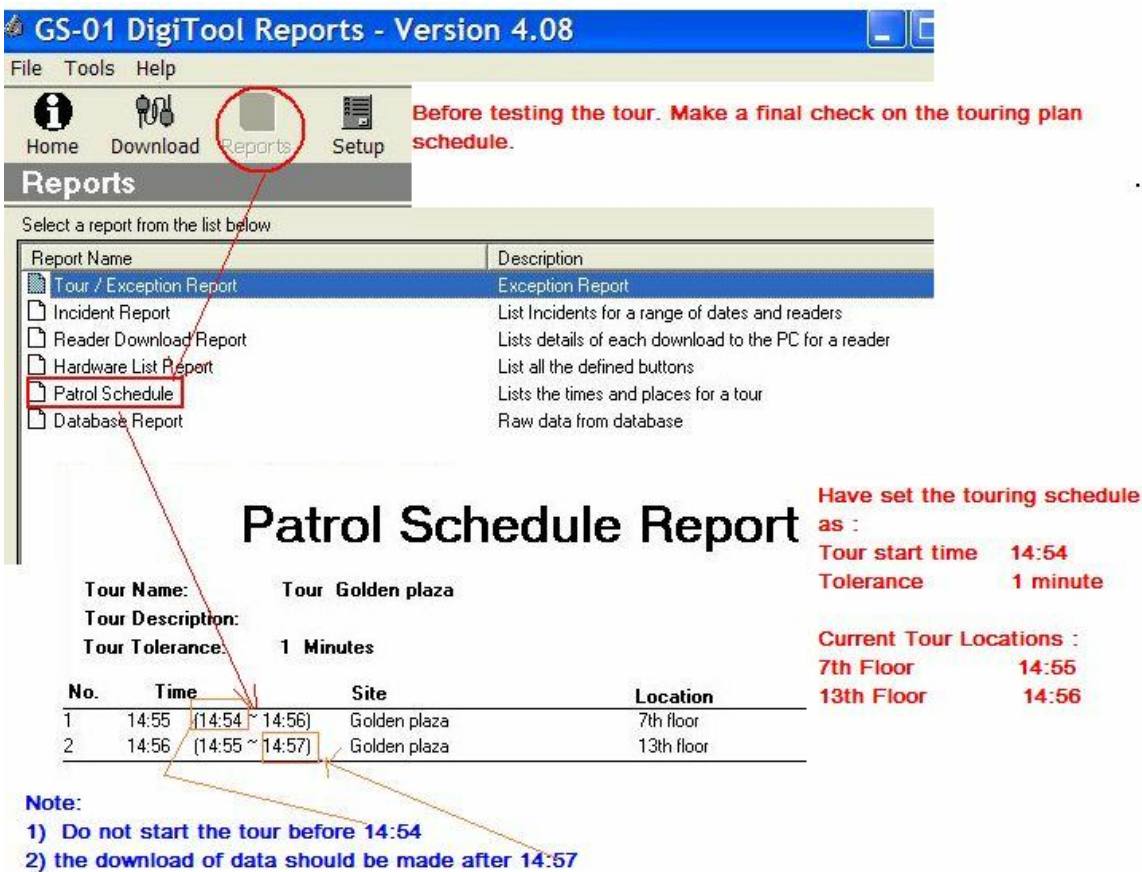 GS-01 DigiTool Reports - Version 4.08
File Tools Help
Home Download Reports Setup
Before testing the tour. Make a final check on the touring plan
schedule.
Reports
.
Select a report from the list below
Report Name Description
Tour / Exception Report Exception Report
Incident Report List Incidents for a range of dates and readers
Reader Download Report Lists details of each download to the PC for a reader
Hardware List Report List all the defined buttons
Patrol Schedule Lists the times and places for a tour
Database Report Raw data from database
Patrol Schedule Report
Have set the touring schedule
as :
Tour start time 14:54
Tolerance 1 minute
Current Tour Locations :
7th Floor 14:55
13th Floor 14:56
Tour Name: Tour Golden plaza
Tour Description:
Tour Tolerance: 1 Minutes
No. Time Site Location
1 14:55 (14:54 ~ 14:56) Golden plaza 7th floor
2 14:56 (14:55 ~ 14:57) Golden plaza 13th floor
Note:
1) Do not start the tour before 14:54
2) the download of data should be made after 14:57